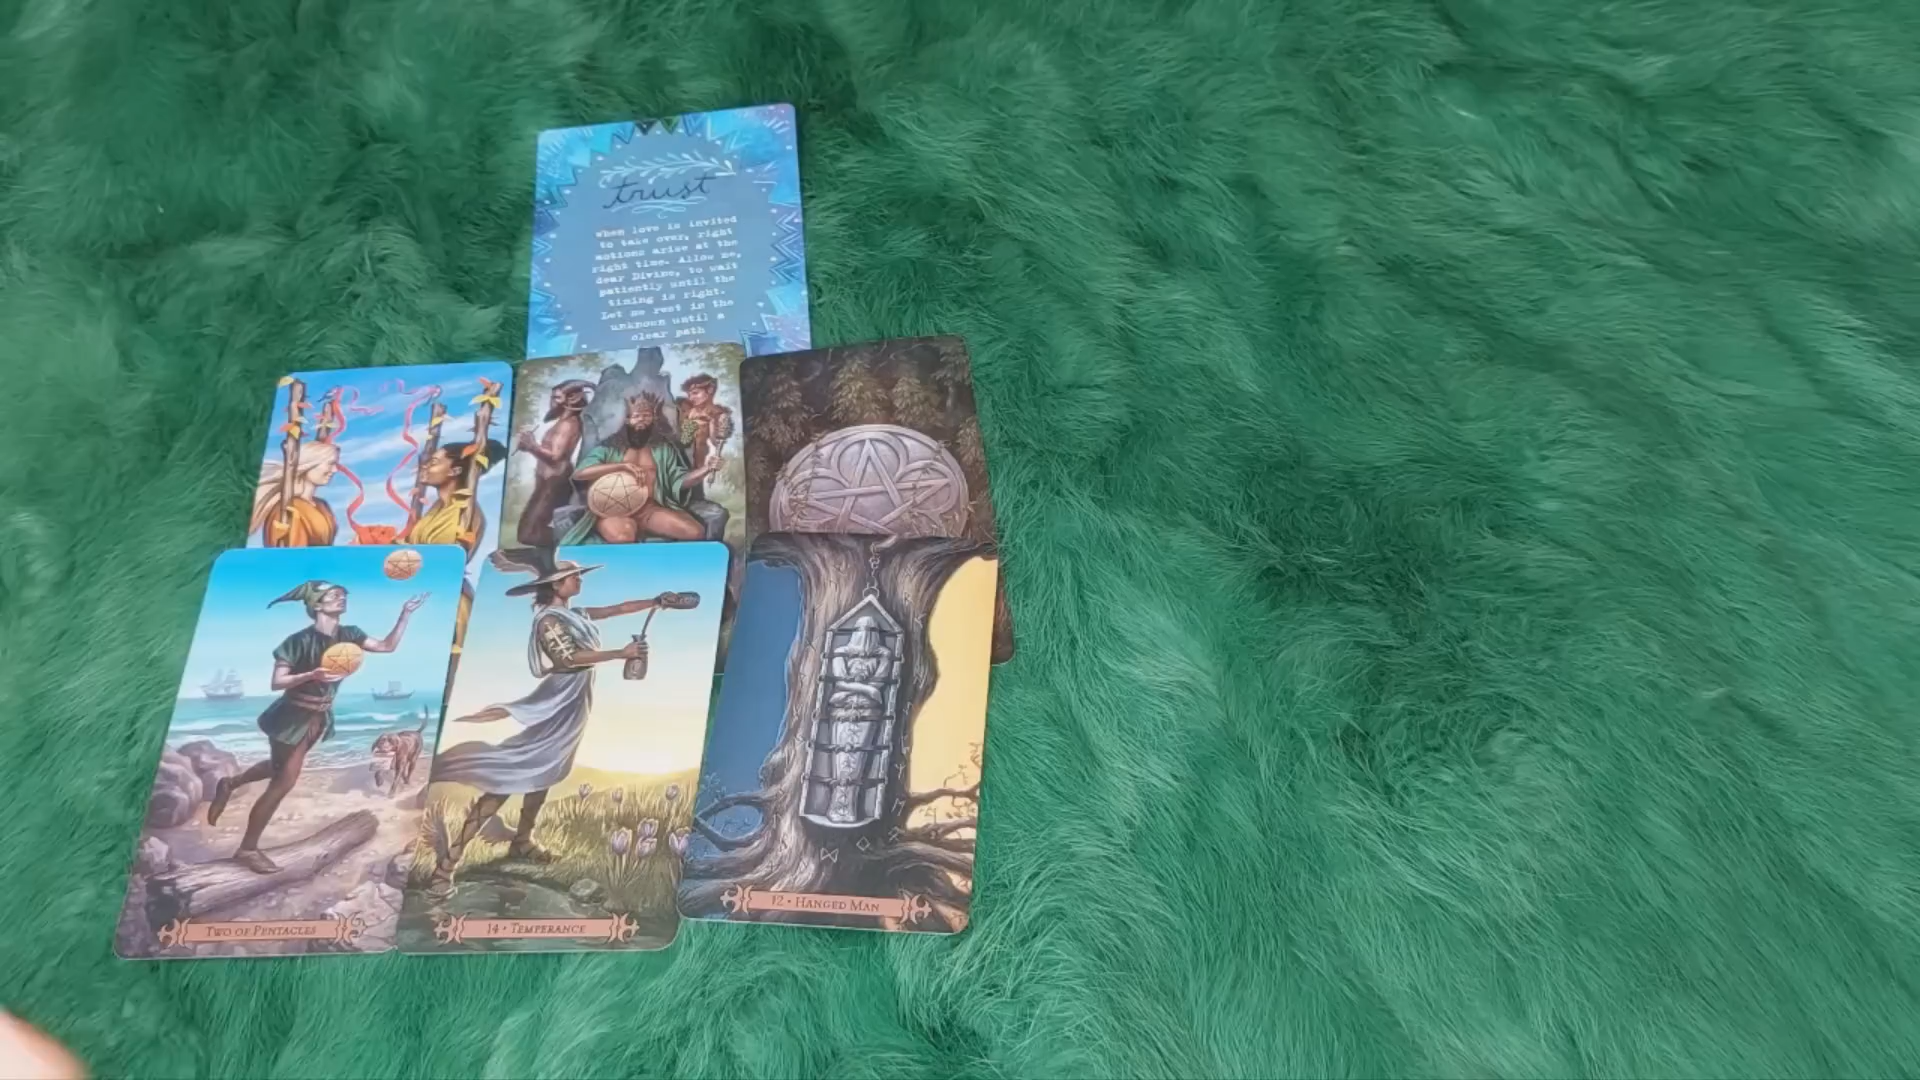 trust
When love is invited
to take over, right
actions arise at the
right time. Allow me,
dear Divine, to wait
patiently until the
timing is right.
Let me rest in the
unknown until a
clear path
TWO OF PENTACLES
14 • TEMPERANCE
12 • HANGED MAN